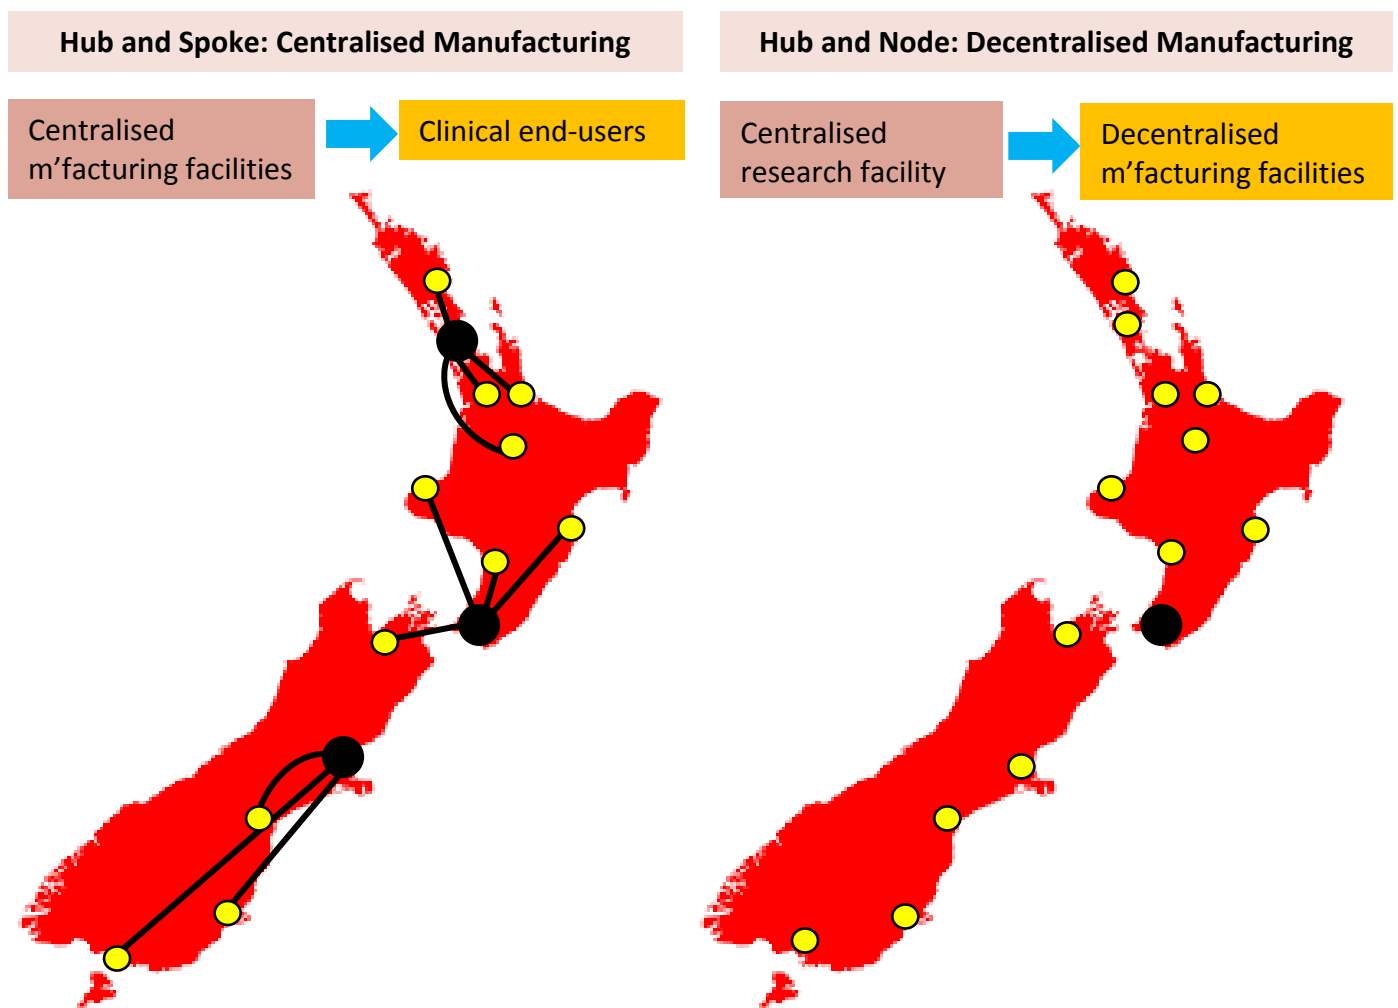 Hub and Spoke: Centralised Manufacturing
Centralised
m'facturing facilities
Clinical end-users
Hub and Node: Decentralised Manufacturing
Centralised
research facility
Decentralised
m'facturing facilities